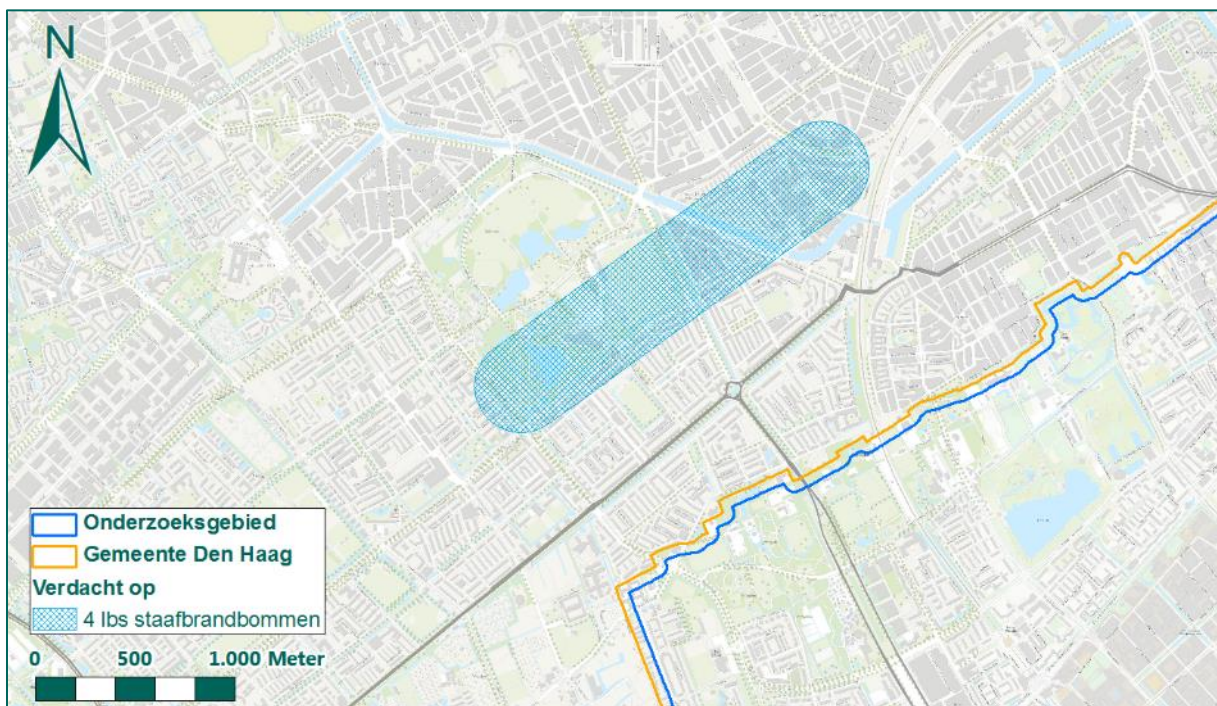 N
Onderzoeksgebied
Gemeente Den Haag
Verdacht op
4 lbs staafbrandbommen
0 500 1.000 Meter